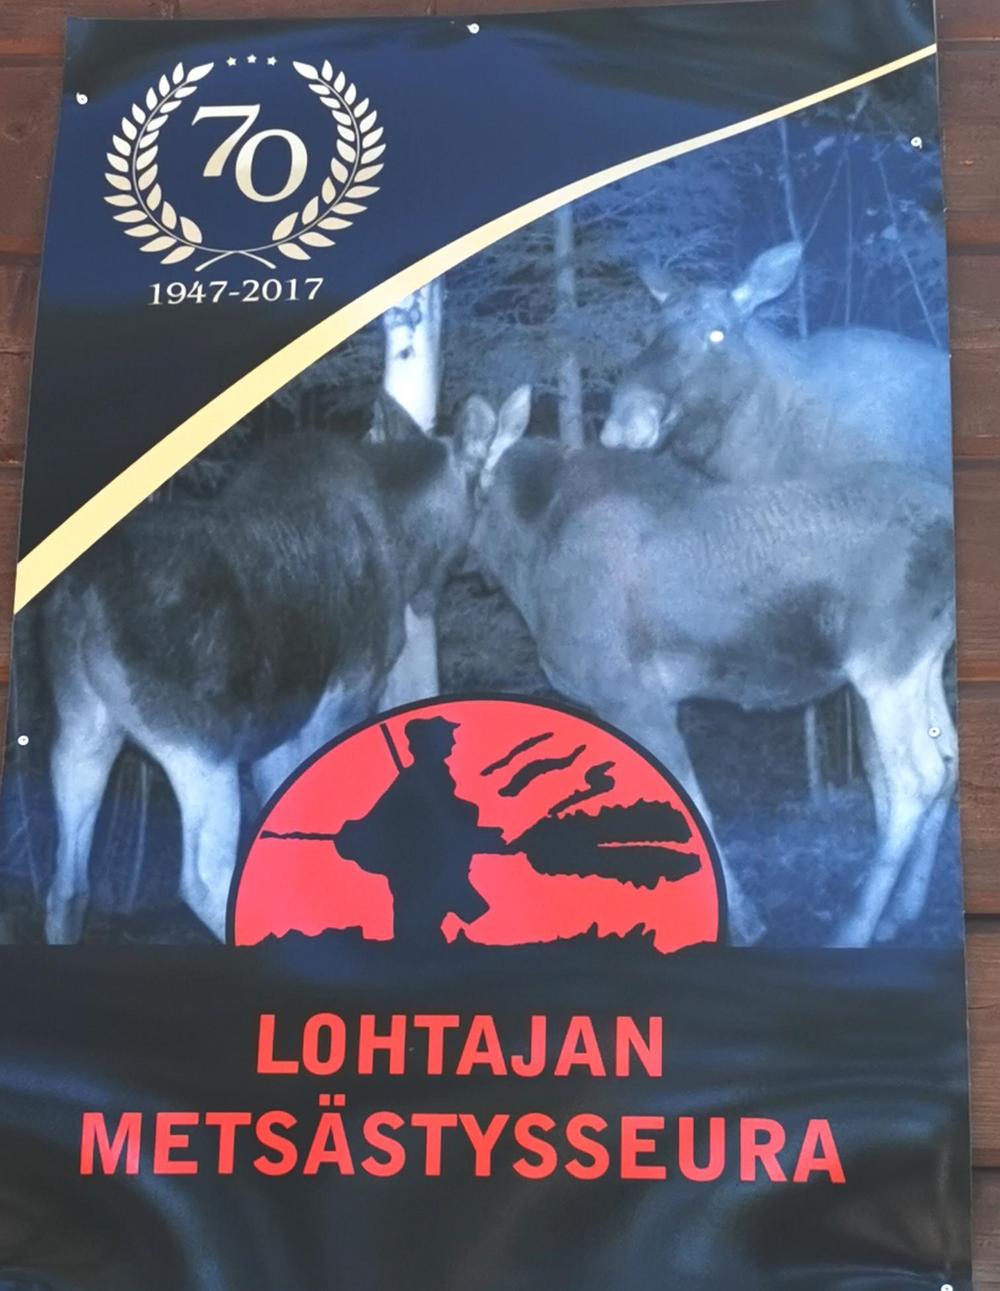 70
1947-2017
LOHTAJAN
METSÄSTYSSEURA